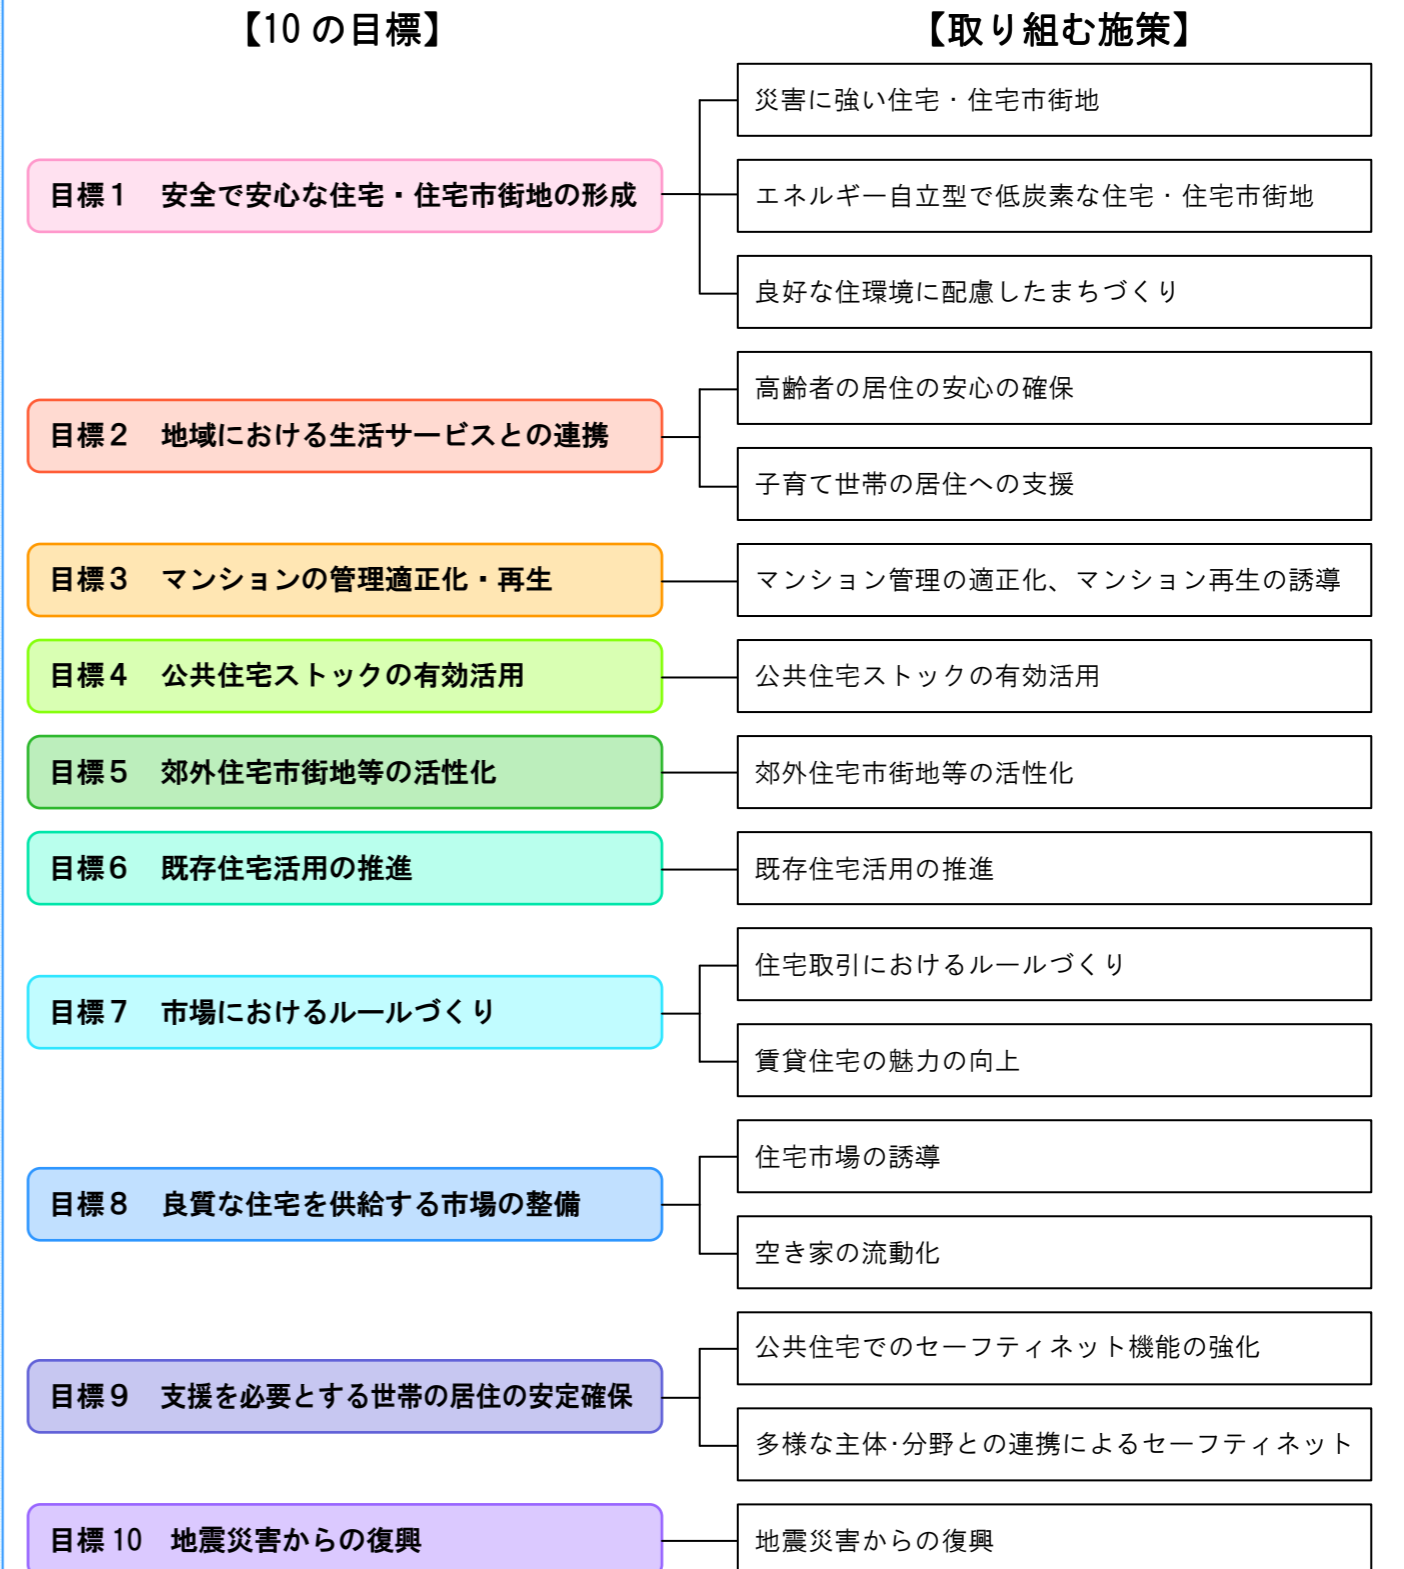 【10の目標】
【取り組む施策】
目標1 安全で安心な住宅・住宅市街地の形成
災害に強い住宅・住宅市街地
エネルギー自立型で低炭素な住宅・住宅市街地
良好な住環境に配慮したまちづくり
目標2 地域における生活サービスとの連携
高齢者の居住の安心の確保
子育て世帯の居住への支援
目標3 マンションの管理適正化・再生
マンション管理の適正化、マンション再生の誘導
目標4 公共住宅ストックの有効活用
公共住宅ストックの有効活用
目標5 郊外住宅市街地等の活性化
郊外住宅市街地等の活性化
目標6 既存住宅活用の推進
既存住宅活用の推進
目標7 市場におけるルールづくり
住宅取引におけるルールづくり
賃貸住宅の魅力の向上
目標8 良質な住宅を供給する市場の整備
住宅市場の誘導
空き家の流動化
目標9 支援を必要とする世帯の居住の安定確保
公共住宅でのセーフティネット機能の強化
多様な主体・分野との連携によるセーフティネット
目標10 地震災害からの復興
地震災害からの復興